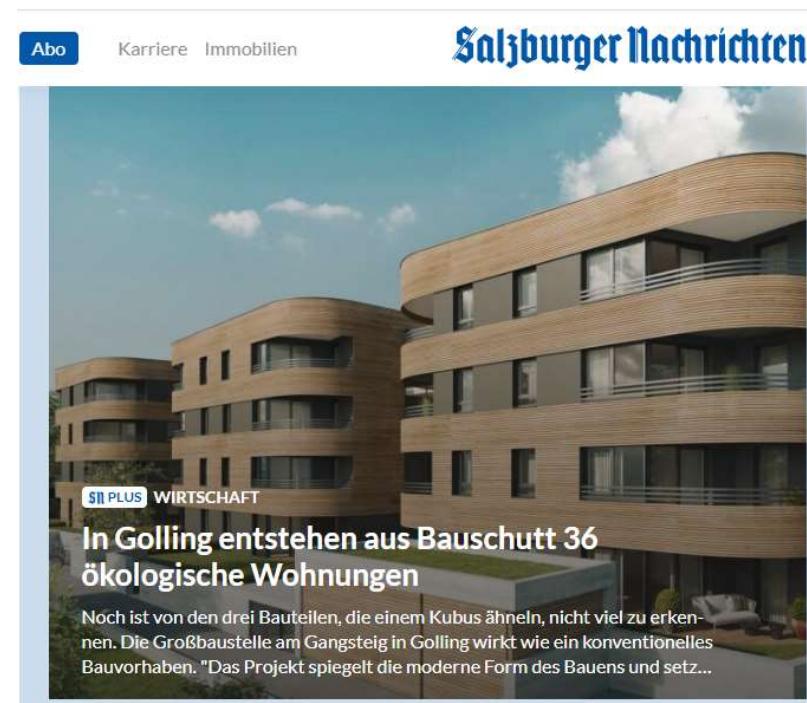 Abo
Karriere Immobilien
Salzburger Nachrichten
SN PLUS WIRTSCHAFT
In Golling entstehen aus Bauschutt 36
ökologische Wohnungen
Noch ist von den drei Bauteilen, die einem Kubus ähneln, nicht viel zu erken-
nen. Die Großbaustelle am Gangsteig in Golling wirkt wie ein konventionelles
Bauvorhaben. "Das Projekt spiegelt die moderne Form des Bauens und setz...